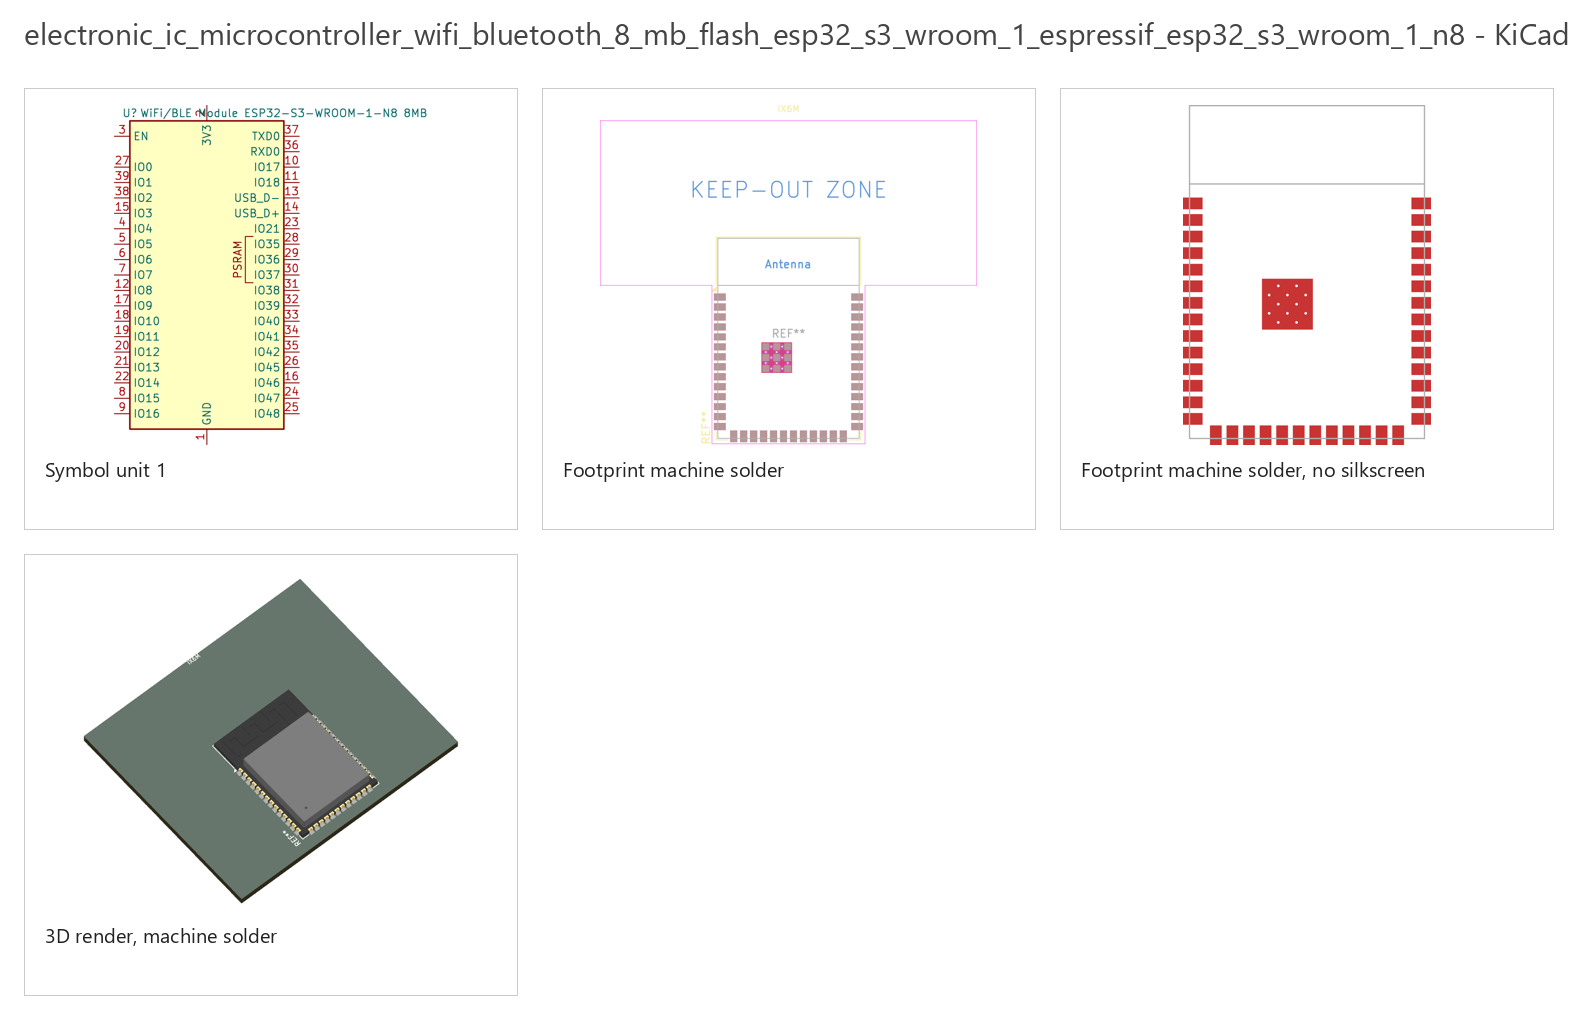 electronic_ic_microcontroller_wifi_bluetooth_8_mb_flash_esp32_s3_wroom_1_espressif_esp32_s3_wroom_1_n8 - KiCad
U? WiFi/BLE Module ESP32-S3-WROOM-1-N8 8MB
2
3V3
3 EN TXD0 37
RXD0 36
27 IO0 IO17 10
39 IO1 IO18 11
38 IO2 USB_D- 13
15 IO3 USB_D+ 14
4 IO4 IO21 23
5 IO5 IO35 28
6 IO6 IO36 29
7 IO7 IO37 30
PSRAM
12 IO8 IO38 31
17 IO9 IO39 32
18 IO10 IO40 33
19 IO11 IO41 34
20 IO12 IO42 35
21 IO13 IO45 26
22 IO14 IO46 16
8 IO15 IO47 24
9 IO16 IO48 25
GND
1
Symbol unit 1
IX6M
KEEP-OUT ZONE
Antenna
REF**
REF**
Footprint machine solder
Footprint machine solder, no silkscreen
IX6M
REF**
3D render, machine solder